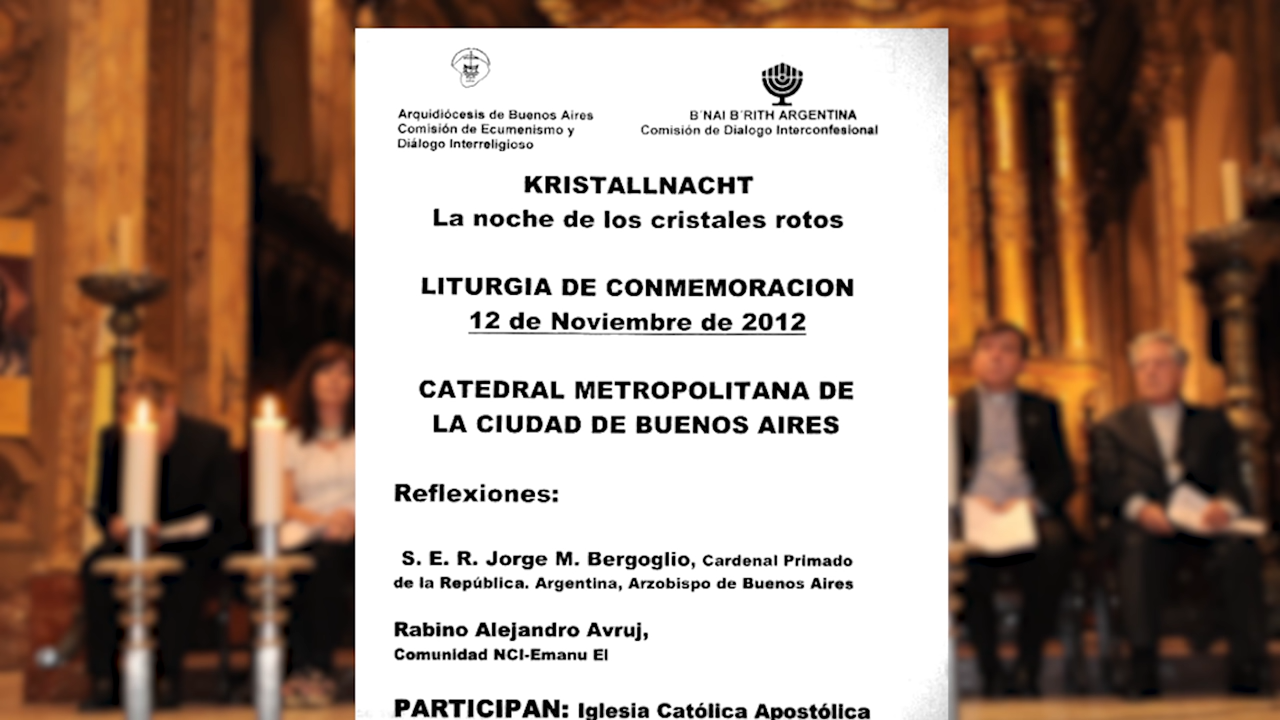 Arquidiócesis de Buenos Aires
Comisión de Ecumenismo y
Diálogo Interreligioso
B´NAI B´RITH ARGENTINA
Comisión de Dialogo Interconfesional
KRISTALLNACHT
La noche de los cristales rotos
LITURGIA DE CONMEMORACION
12 de Noviembre de 2012
CATEDRAL METROPOLITANA DE
LA CIUDAD DE BUENOS AIRES
Reflexiones:
S. E. R. Jorge M. Bergoglio, Cardenal Primado
de la República. Argentina, Arzobispo de Buenos Aires
Rabino Alejandro Avruj,
Comunidad NCI-Emanu El
PARTICIPAN: Iglesia Católica Apostólica